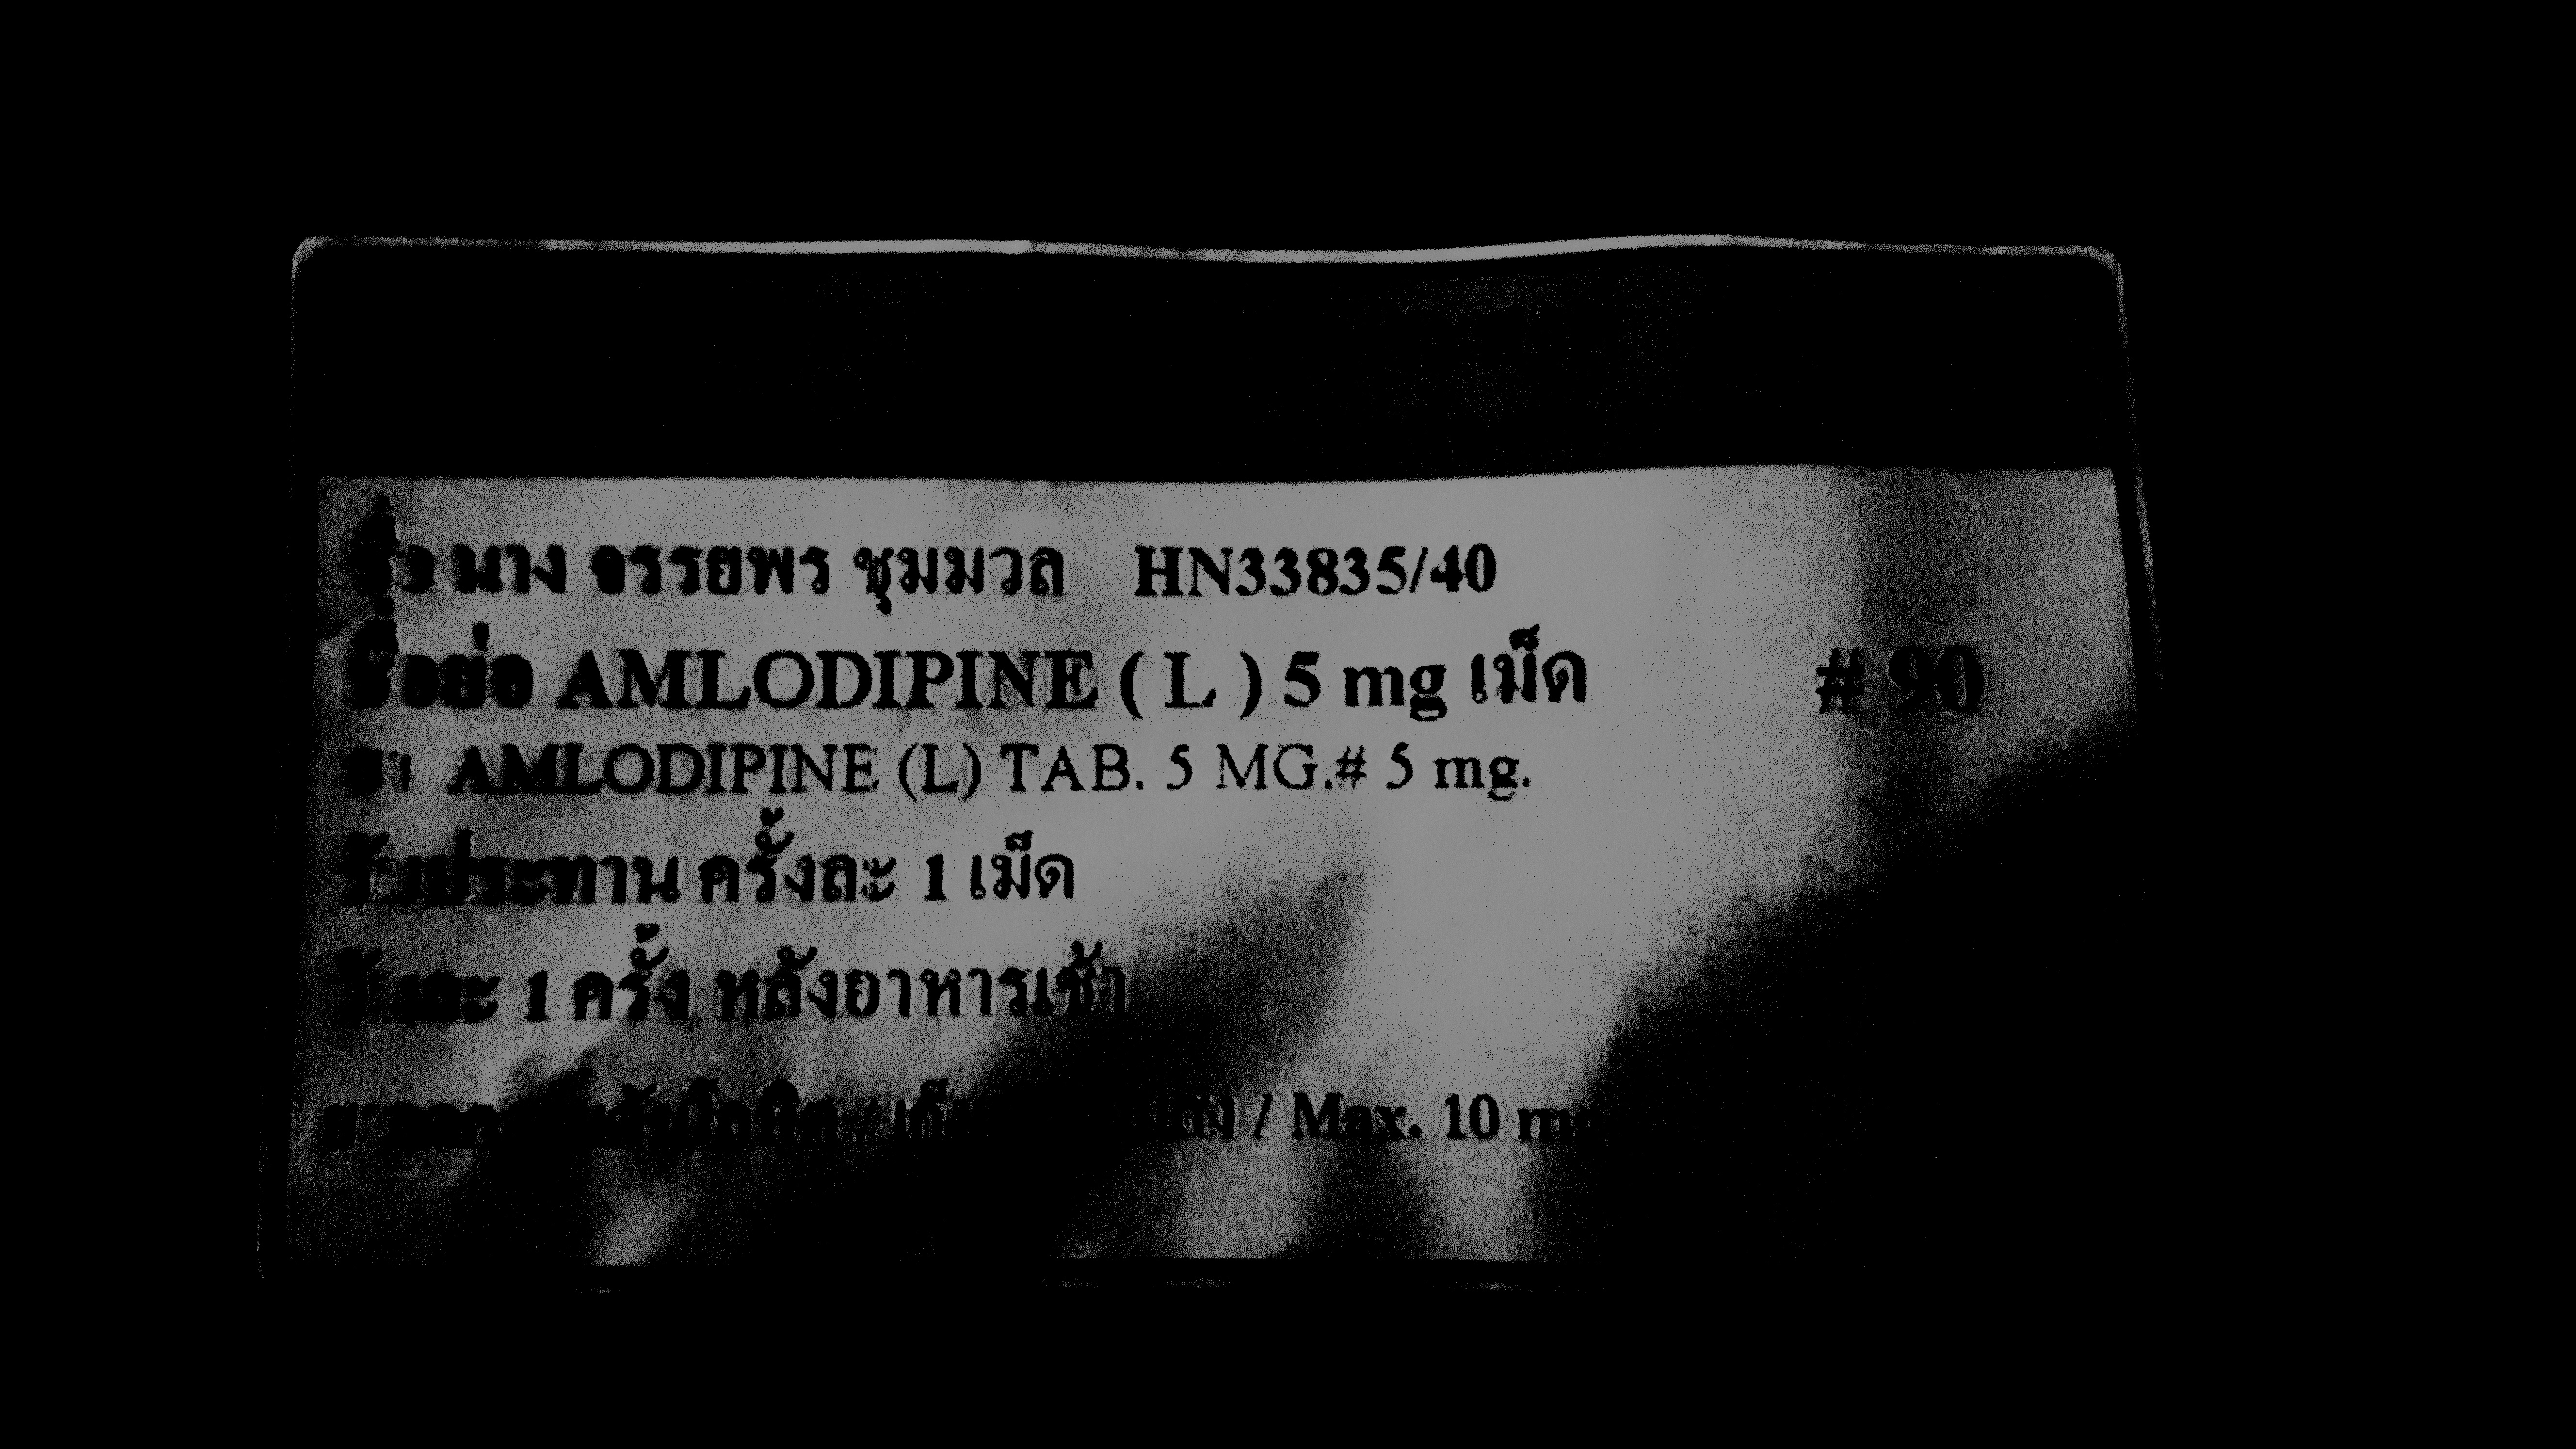 ชื่อ นาง จรรยพร ชุมมวล HN33835/40
ชื่อย่อ AMLODIPINE ( L ) 5 mg เม็ด # 90
ยา AMLODIPINE (L) TAB. 5 MG.# 5 mg.
รับประทาน ครั้งละ 1 เม็ด
วันละ 1 ครั้ง หลังอาหารเช้า
/ Max. 10 mg